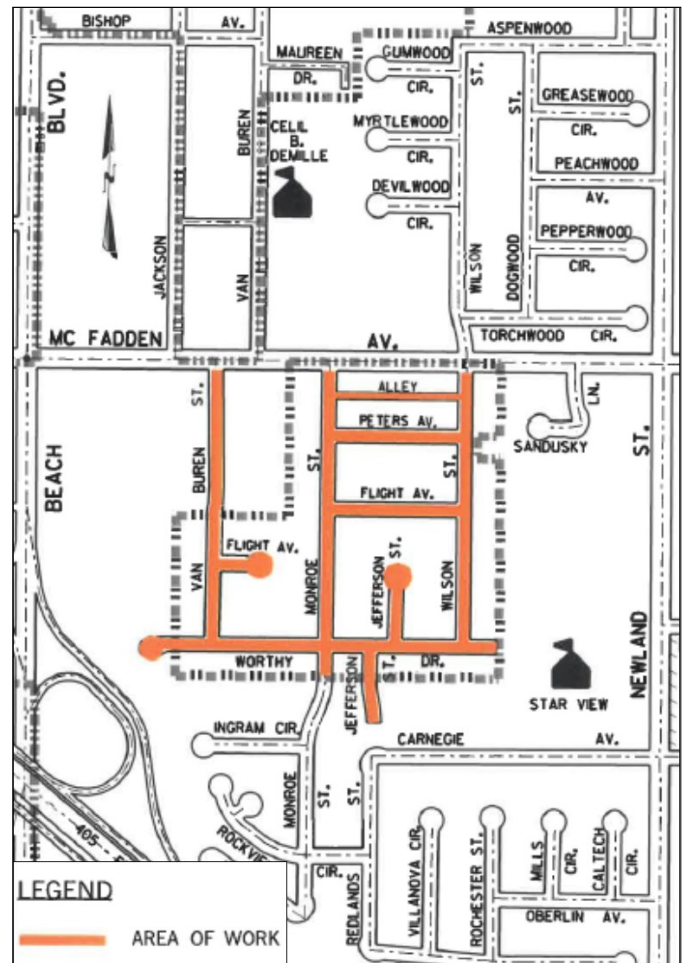 BISHOP AV.
ASPENWOOD
MAUREEN DR.
GUMWOOD CIR.
BLVD.
ST.
ST.
GREASEWOOD CIR.
BUREN
CELIL B. DEMILLE
MYRTLEWOOD CIR.
PEACHWOOD AV.
DEVILWOOD CIR.
PEPPERWOOD CIR.
JACKSON
VAN
WILSON
DOGWOOD
MC FADDEN AV.
TORCHWOOD CIR.
ST.
ALLEY
LN.
PETERS AV.
SANDUSKY
BEACH
BUREN
ST.
ST.
ST.
FLIGHT AV.
FLIGHT AV.
VAN
MONROE
JEFFERSON ST.
WILSON
WORTHY DR.
NEWLAND
JEFFERSON ST.
STAR VIEW
INGRAM CIR.
CARNEGIE AV.
MONROE ST.
ST.
405
CIR.
REDLANDS
VILLANOVA CIR.
ROCHESTER ST.
MILLS CIR.
CALTECH CIR.
OBERLIN AV.
LEGEND
AREA OF WORK